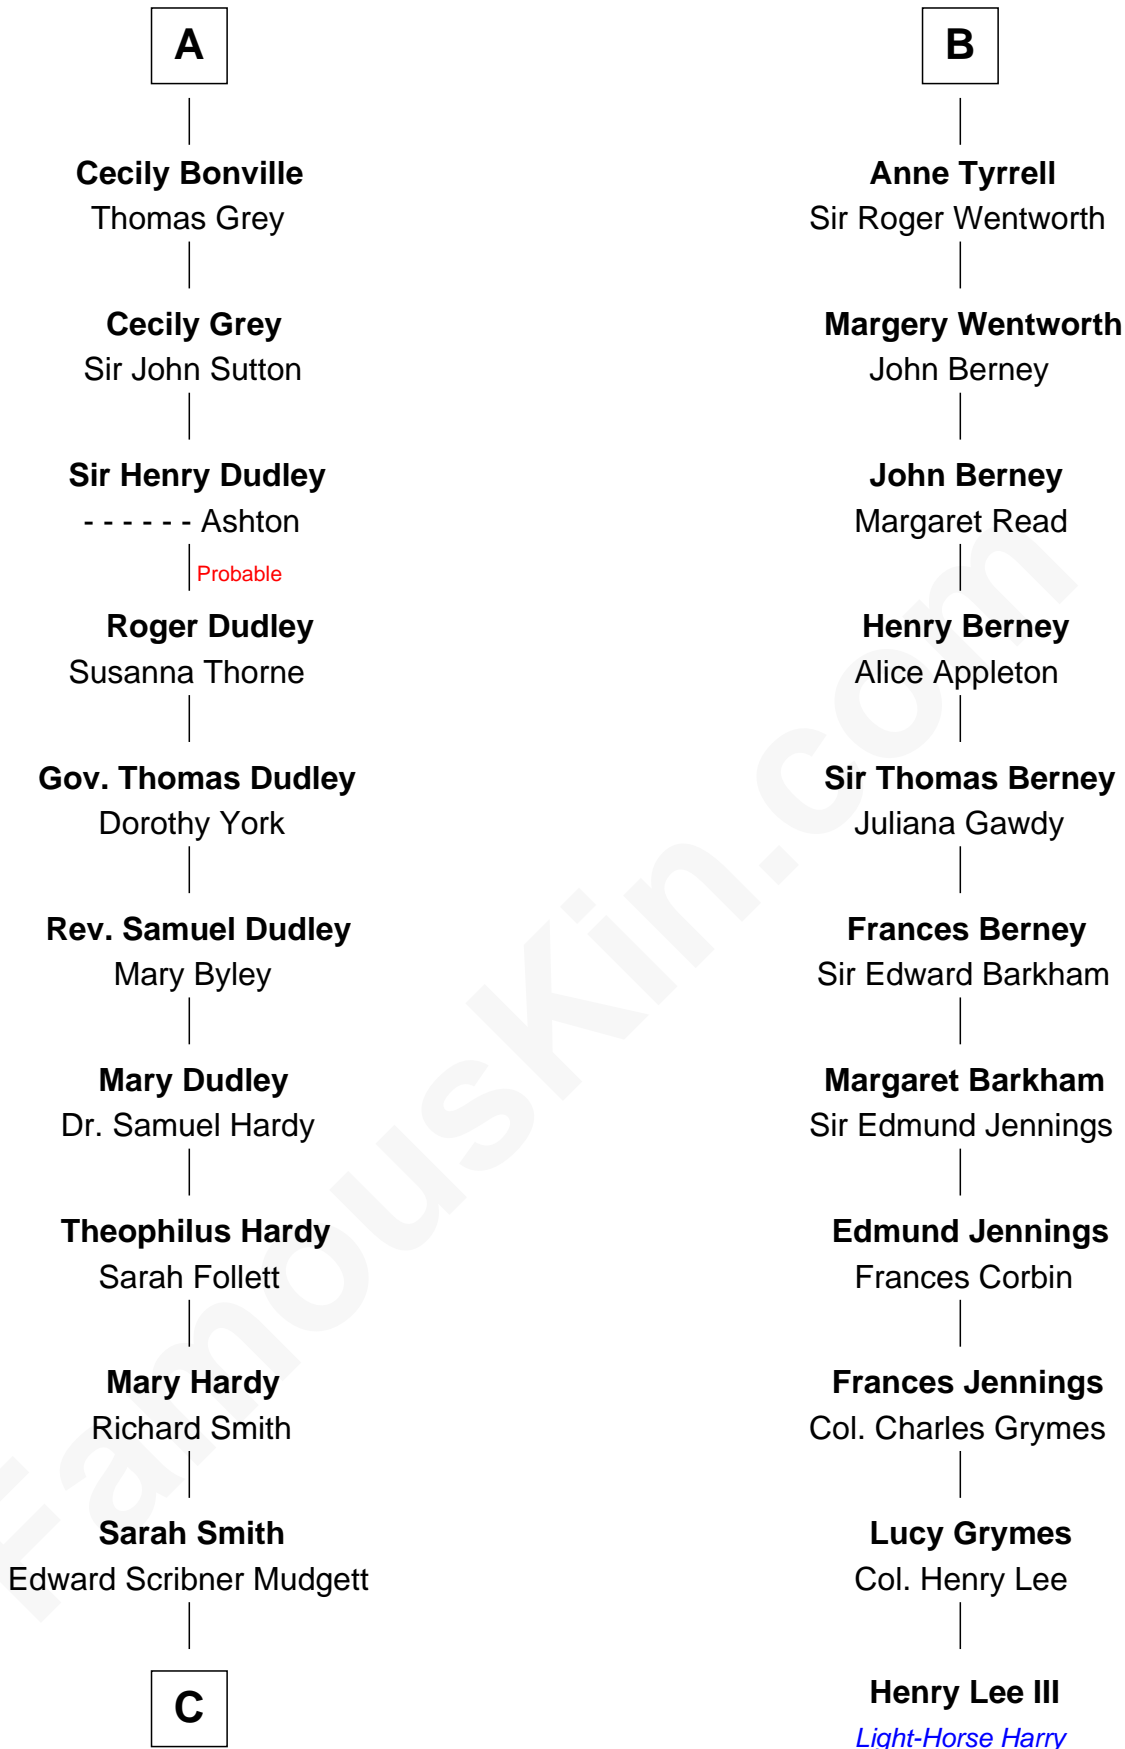 A
Cecily Bonville
Thomas Grey
Cecily Grey
Sir John Sutton
Sir Henry Dudley
- - - - - - Ashton
Probable
Roger Dudley
Susanna Thorne
Gov. Thomas Dudley
Dorothy York
Rev. Samuel Dudley
Mary Byley
Mary Dudley
Dr. Samuel Hardy
Theophilus Hardy
Sarah Follett
Mary Hardy
Richard Smith
Sarah Smith
Edward Scribner Mudgett
C
B
Anne Tyrrell
Sir Roger Wentworth
Margery Wentworth
John Berney
John Berney
Margaret Read
Henry Berney
Alice Appleton
Sir Thomas Berney
Juliana Gawdy
Frances Berney
Sir Edward Barkham
Margaret Barkham
Sir Edmund Jennings
Edmund Jennings
Frances Corbin
Frances Jennings
Col. Charles Grymes
Lucy Grymes
Col. Henry Lee
Henry Lee III
Light-Horse Harry
FamousKin.com